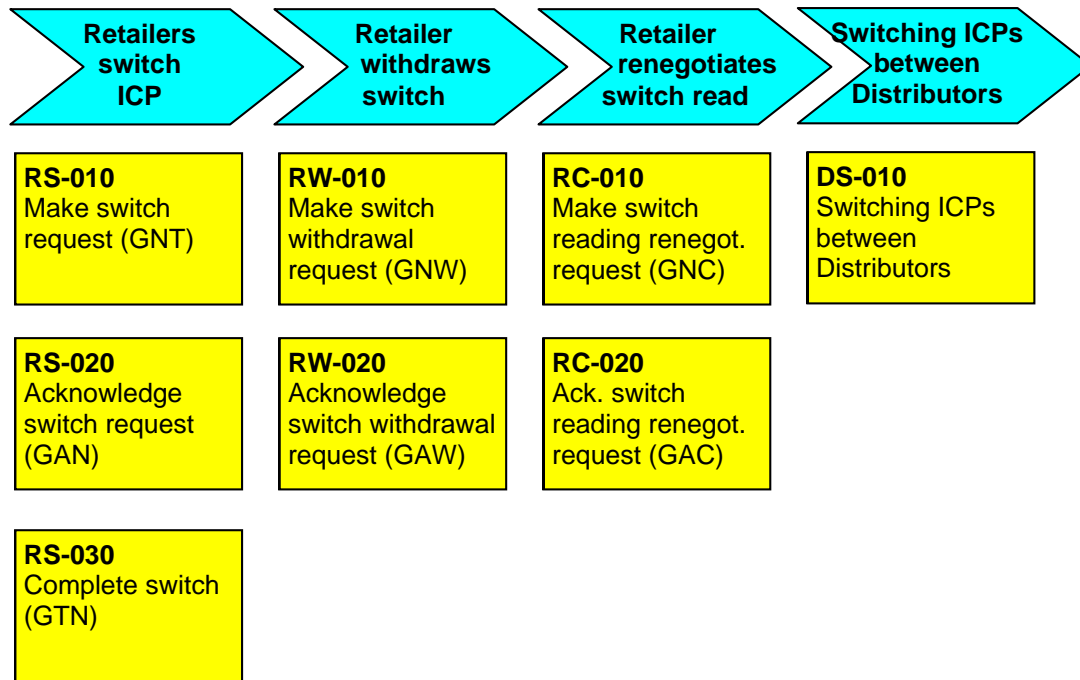 Retailers
switch
ICP
Retailer
withdraws
switch
Retailer
renegotiates
switch read
Switching ICPs
between
Distributors
RS-010
Make switch
request (GNT)
RW-010
Make switch
withdrawal
request (GNW)
RC-010
Make switch
reading renegot.
request (GNC)
DS-010
Switching ICPs
between
Distributors
RS-020
Acknowledge
switch request
(GAN)
RW-020
Acknowledge
switch withdrawal
request (GAW)
RC-020
Ack. switch
reading renegot.
request (GAC)
RS-030
Complete switch
(GTN)